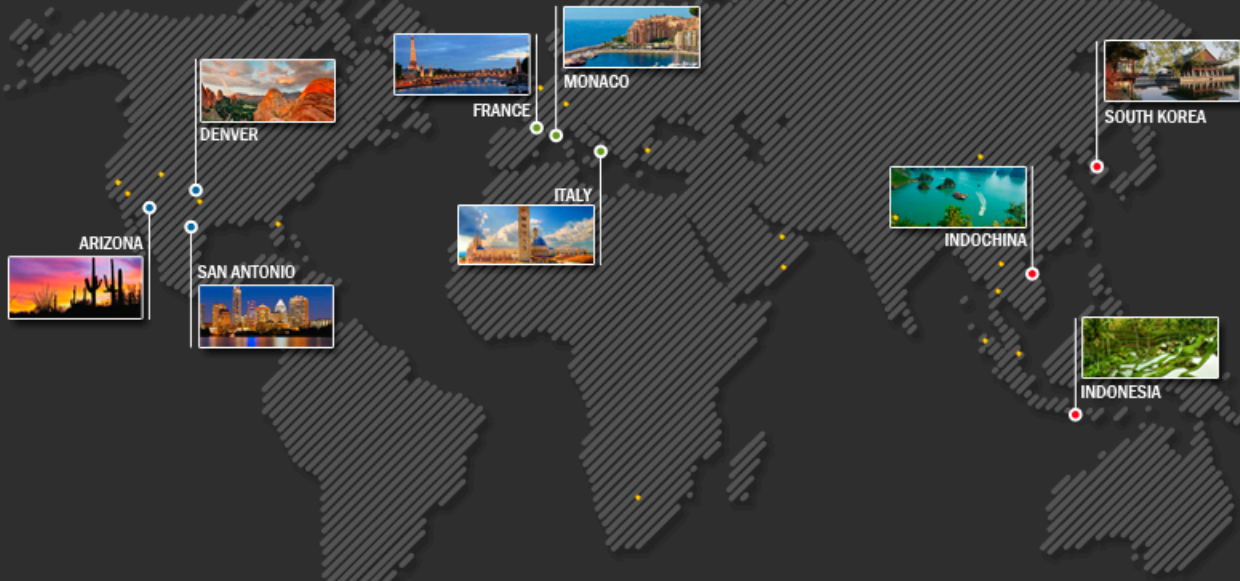 MONACO
FRANCE
SOUTH KOREA
DENVER
ITALY
INDOCHINA
ARIZONA
SAN ANTONIO
INDONESIA